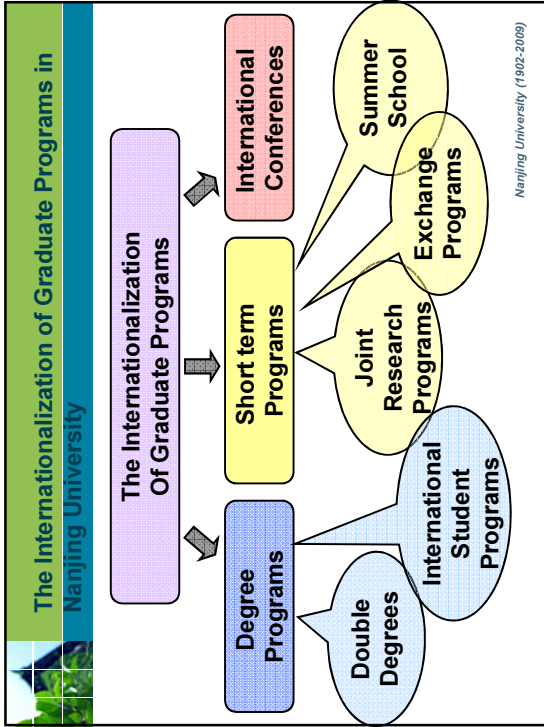 The Internationalization of Graduate Programs in
Nanjing University
The Internationalization
Of Graduate Programs
Degree
Programs
Short term
Programs
International
Conferences
Double
Degrees
International
Student
Programs
Joint
Research
Programs
Exchange
Programs
Summer
School
Nanjing University (1902-2009)